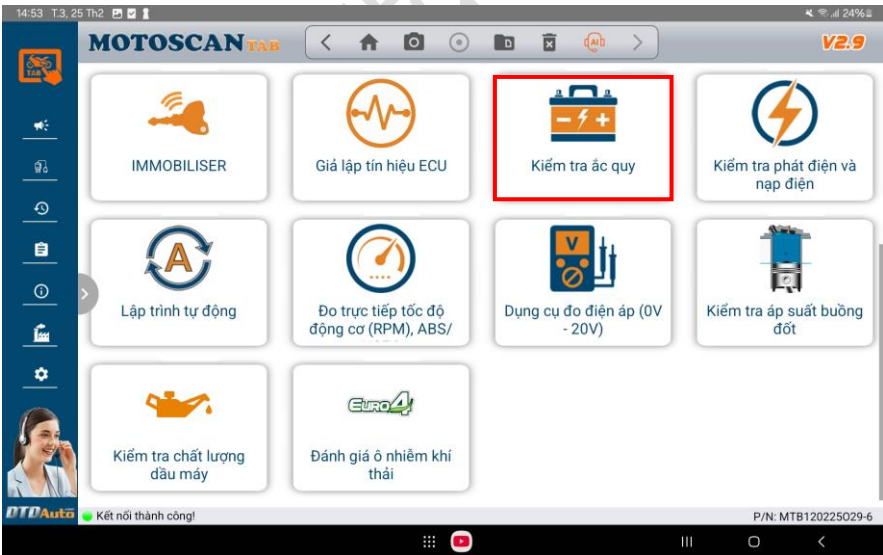 14:53 T.3, 25 Th2
24%
MOTOSCAN TAB
D
AI
V2.9
TAB
IMMOBILISER
Giả lập tín hiệu ECU
Kiểm tra ắc quy
Kiểm tra phát điện và
nạp điện
A
Lập trình tự động
Đo trực tiếp tốc độ
động cơ (RPM), ABS/
V
Dụng cụ đo điện áp (0V
- 20V)
Kiểm tra áp suất buồng
đốt
Kiểm tra chất lượng
dầu máy
EURO4
Đánh giá ô nhiễm khí
thải
DTDAuto
Kết nối thành công!
P/N: MTB120225O29-6